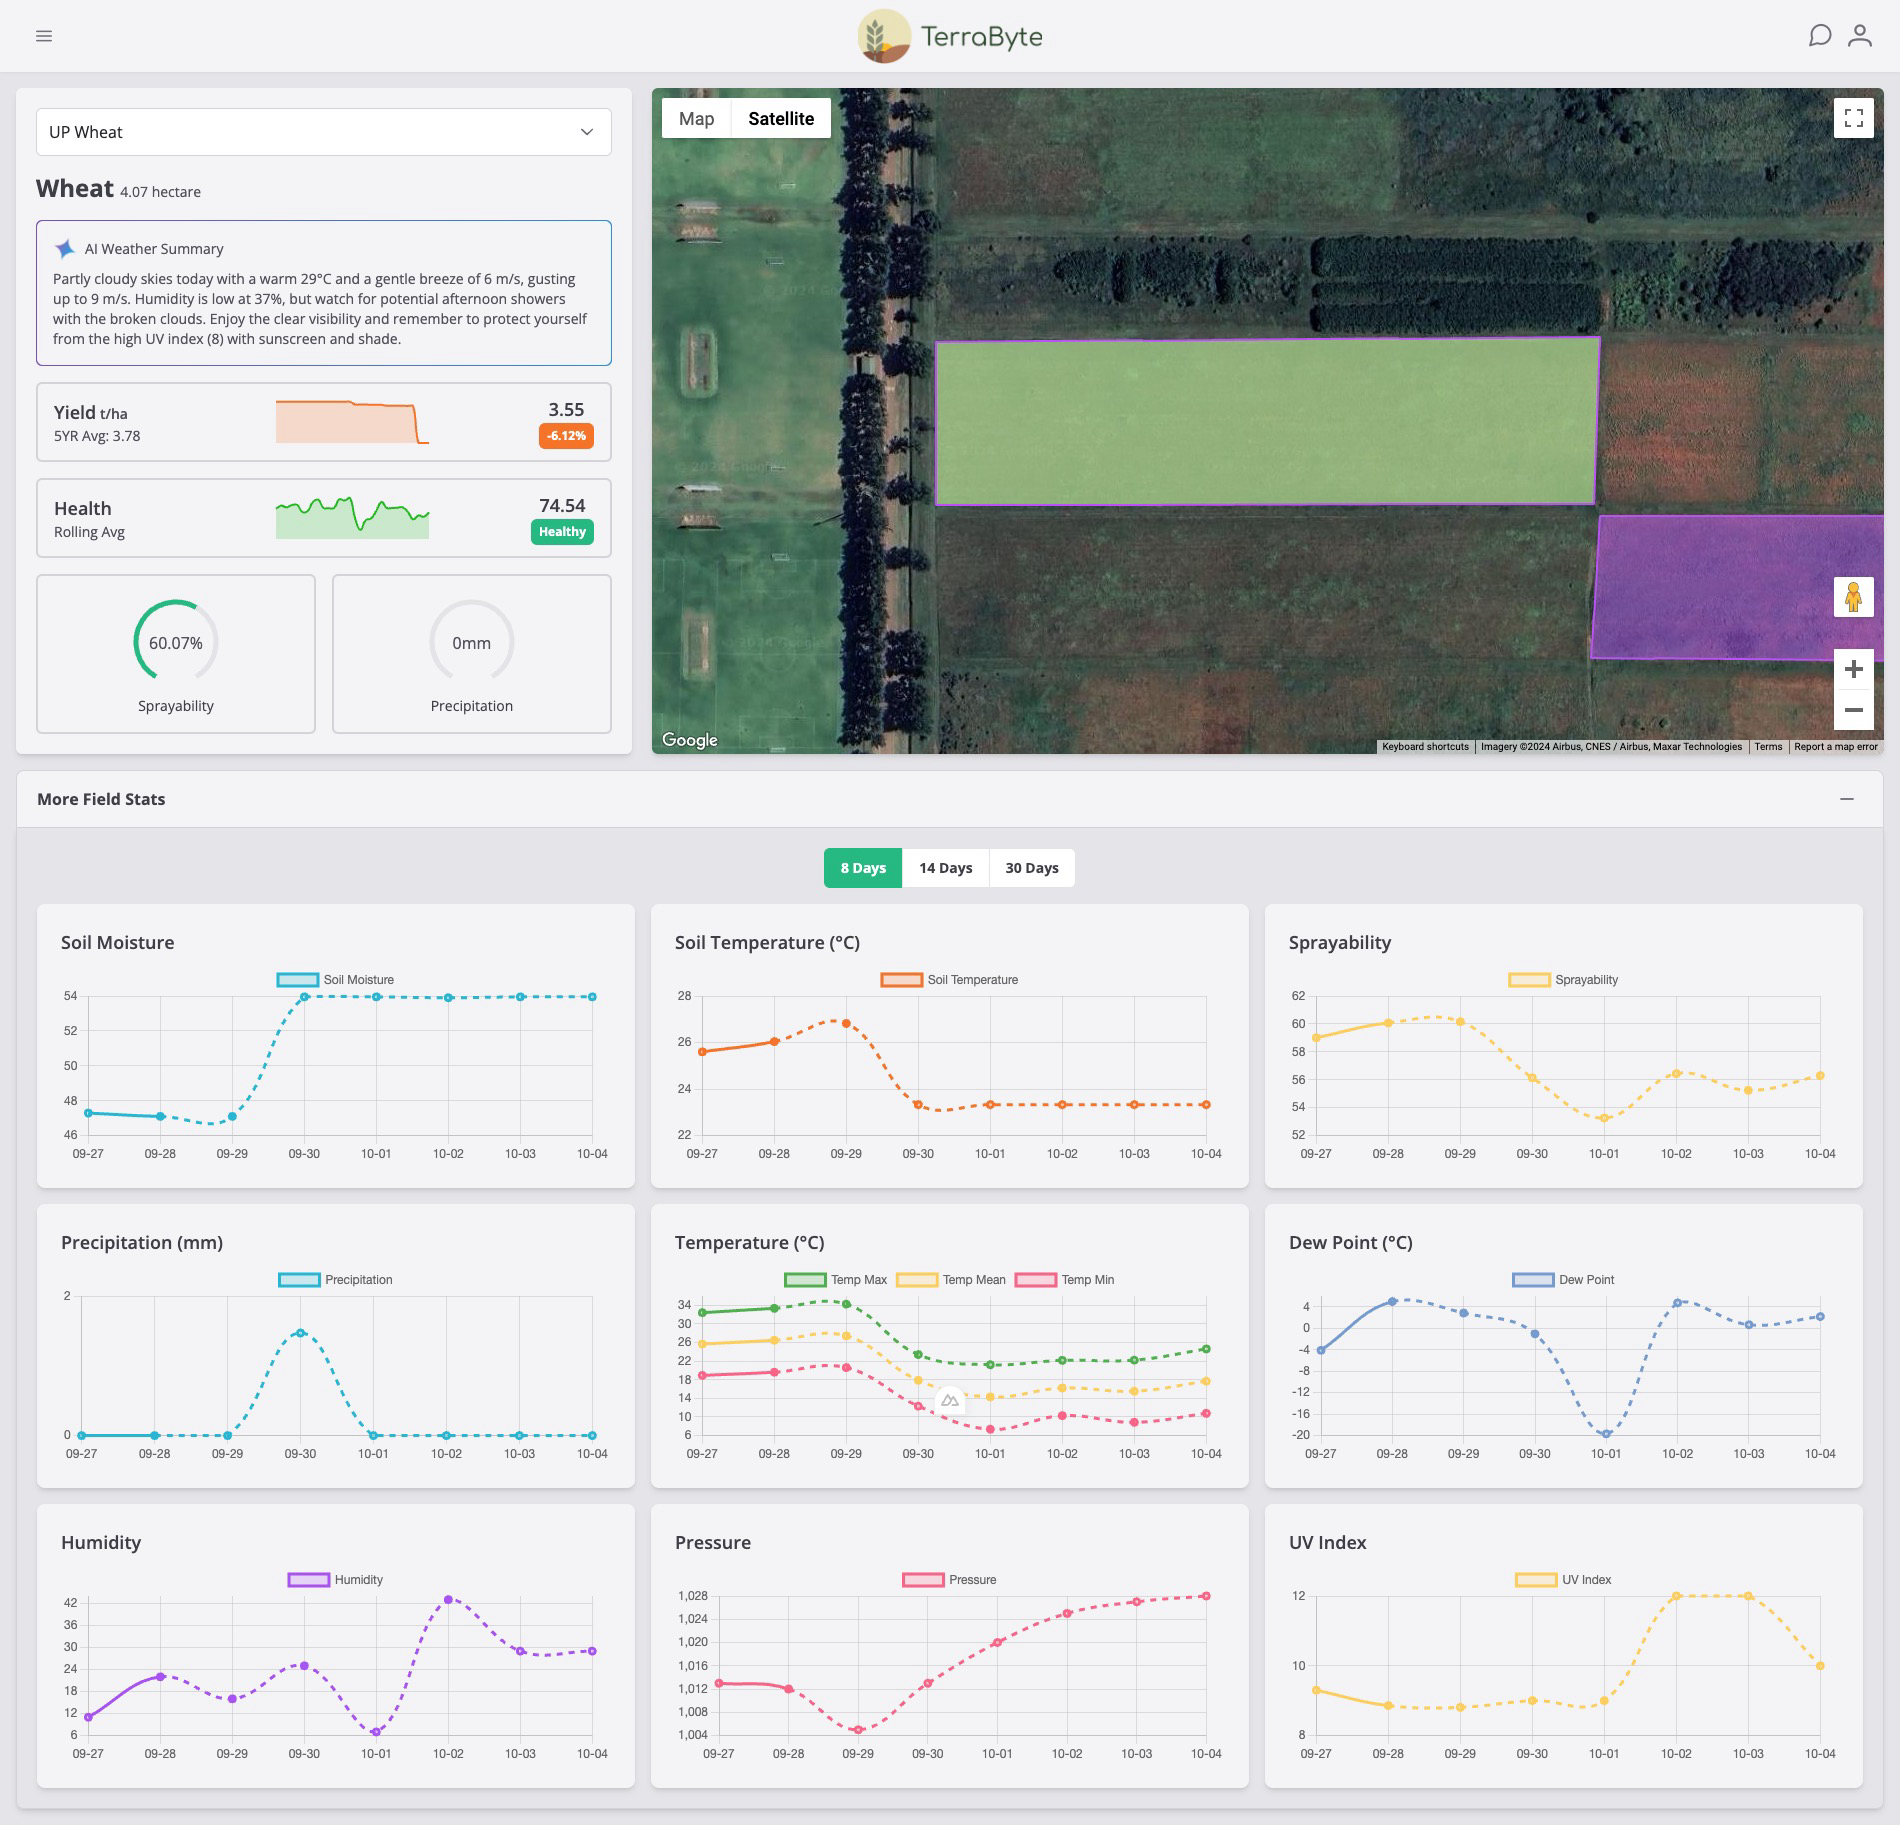 TerraByte
UP Wheat
Wheat 4.07 hectare
AI Weather Summary
Partly cloudy skies today with a warm 29°C and a gentle breeze of 6 m/s, gusting
up to 9 m/s. Humidity is low at 37%, but watch for potential afternoon showers
with the broken clouds. Enjoy the clear visibility and remember to protect yourself
from the high UV index (8) with sunscreen and shade.
Yield t/ha
5YR Avg: 3.78
3.55
-6.12%
Health
Rolling Avg
74.54
Healthy
60.07%
Sprayability
0mm
Precipitation
Map
Satellite
Google
Keyboard shortcuts
Imagery ©2024 Airbus, CNES / Airbus, Maxar Technologies
Terms
Report a map error
More Field Stats
8 Days
14 Days
30 Days
Soil Moisture
Soil Moisture
54
52
50
48
46
09-27 09-28 09-29 09-30 10-01 10-02 10-03 10-04
Soil Temperature (°C)
Soil Temperature
28
26
24
22
09-27 09-28 09-29 09-30 10-01 10-02 10-03 10-04
Sprayability
Sprayability
62
60
58
56
54
52
09-27 09-28 09-29 09-30 10-01 10-02 10-03 10-04
Precipitation (mm)
Precipitation
2
0
09-27 09-28 09-29 09-30 10-01 10-02 10-03 10-04
Temperature (°C)
Temp Max Temp Mean Temp Min
34
30
26
22
18
14
10
6
09-27 09-28 09-29 09-30 10-01 10-02 10-03 10-04
Dew Point (°C)
Dew Point
4
0
-4
-8
-12
-16
-20
09-27 09-28 09-29 09-30 10-01 10-02 10-03 10-04
Humidity
Humidity
42
36
30
24
18
12
6
09-27 09-28 09-29 09-30 10-01 10-02 10-03 10-04
Pressure
Pressure
1,028
1,024
1,020
1,016
1,012
1,008
1,004
09-27 09-28 09-29 09-30 10-01 10-02 10-03 10-04
UV Index
UV Index
12
10
8
09-27 09-28 09-29 09-30 10-01 10-02 10-03 10-04